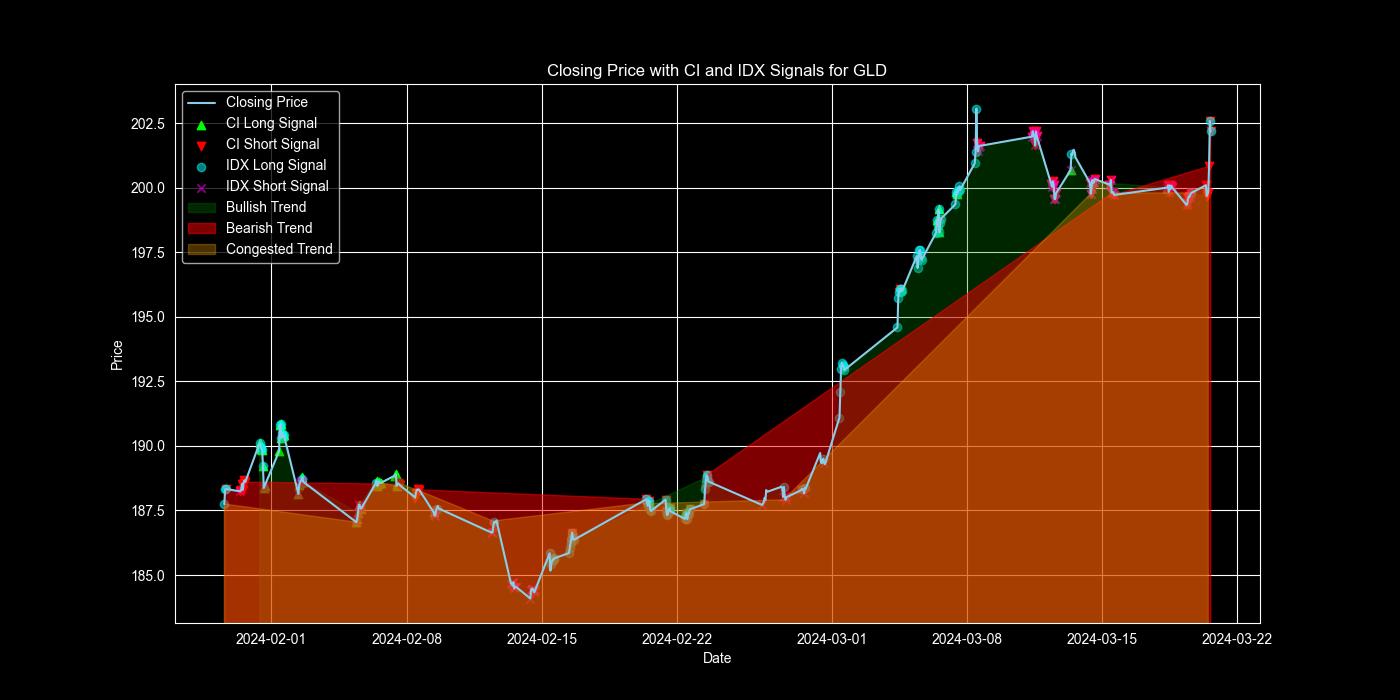 Closing Price with CI and IDX Signals for GLD
Closing Price
CI Long Signal
CI Short Signal
IDX Long Signal
IDX Short Signal
Bullish Trend
Bearish Trend
Congested Trend
Price
202.5
200.0
197.5
195.0
192.5
190.0
187.5
185.0
2024-02-01 2024-02-08 2024-02-15 2024-02-22 2024-03-01 2024-03-08 2024-03-15 2024-03-22
Date